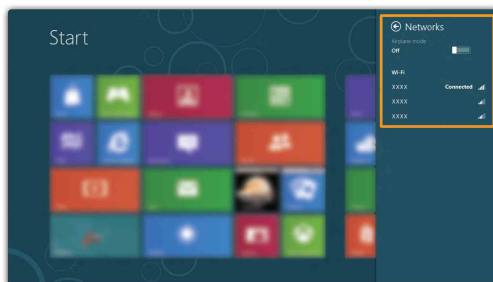 Start
Networks
Airplane mode
Off
Wi-Fi
XXXX Connected
XXXX
XXXX